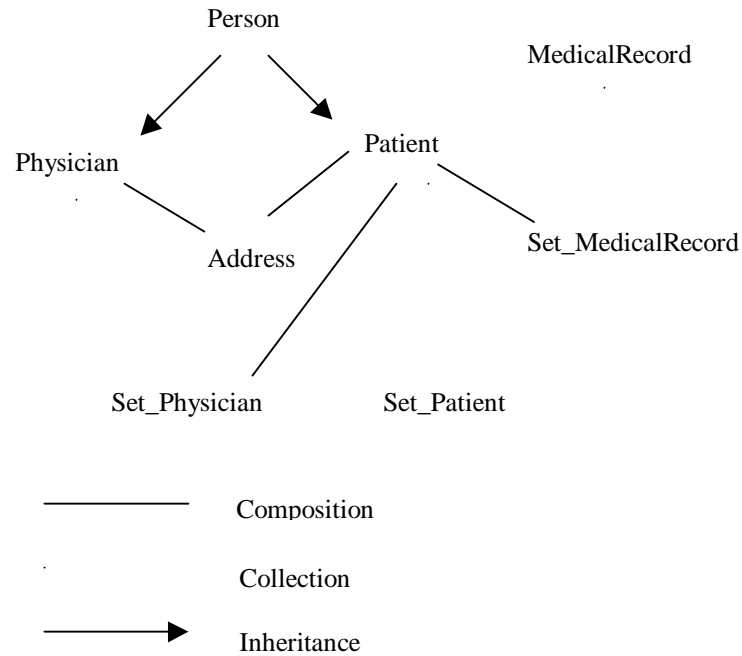 Person
MedicalRecord
Patient
Physician
Set_MedicalRecord
Address
Set_Physician
Set_Patient
Composition
Collection
Inheritance